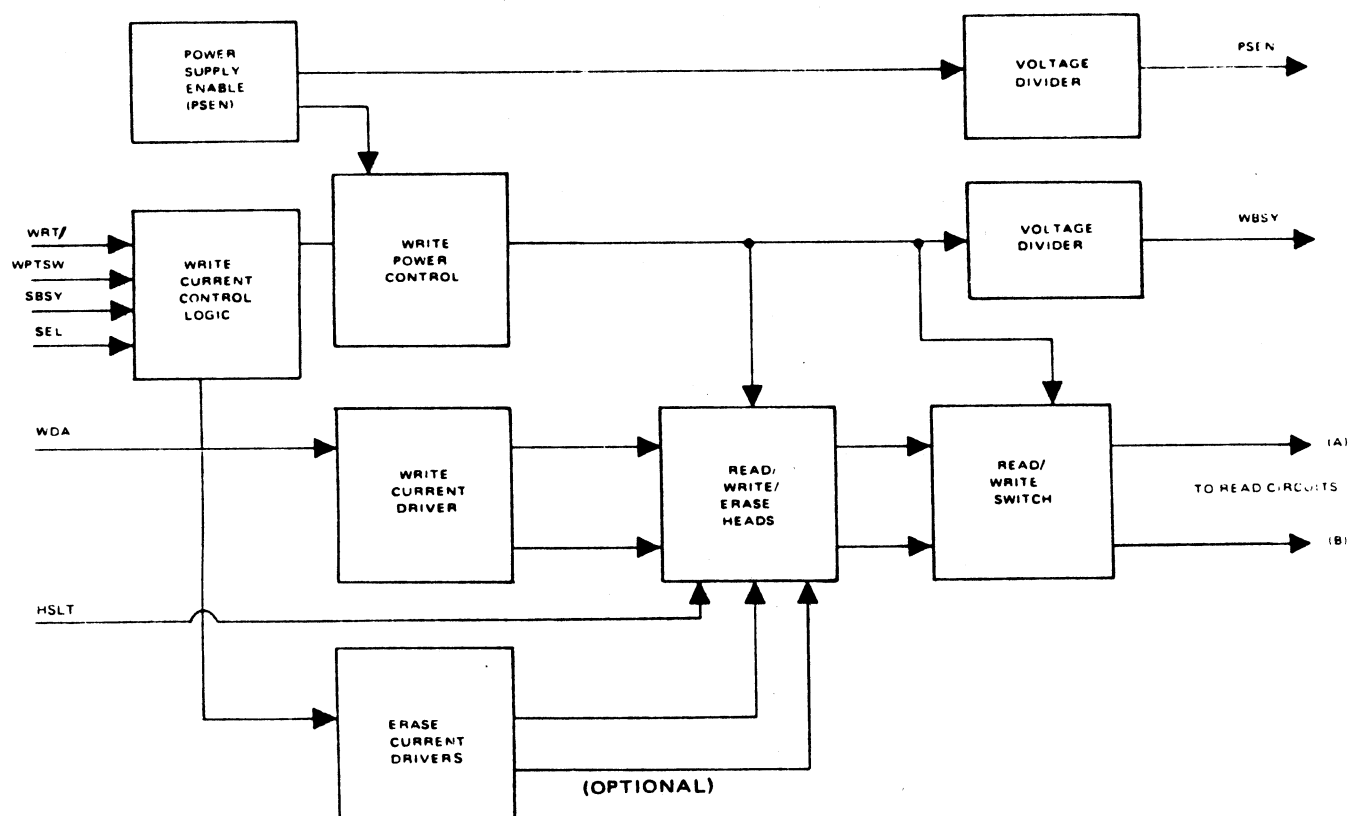 POWER
SUPPLY
ENABLE
(PSEN)
VOLTAGE
DIVIDER
PSEN
WRT/
WPTSW
SBSY
SEL
WRITE
CURRENT
CONTROL
LOGIC
WRITE
POWER
CONTROL
VOLTAGE
DIVIDER
WBSY
WDA
WRITE
CURRENT
DRIVER
READ/
WRITE/
ERASE
HEADS
READ/
WRITE
SWITCH
(A)
TO READ CIRCUITS
(B)
HSLT
ERASE
CURRENT
DRIVERS
(OPTIONAL)